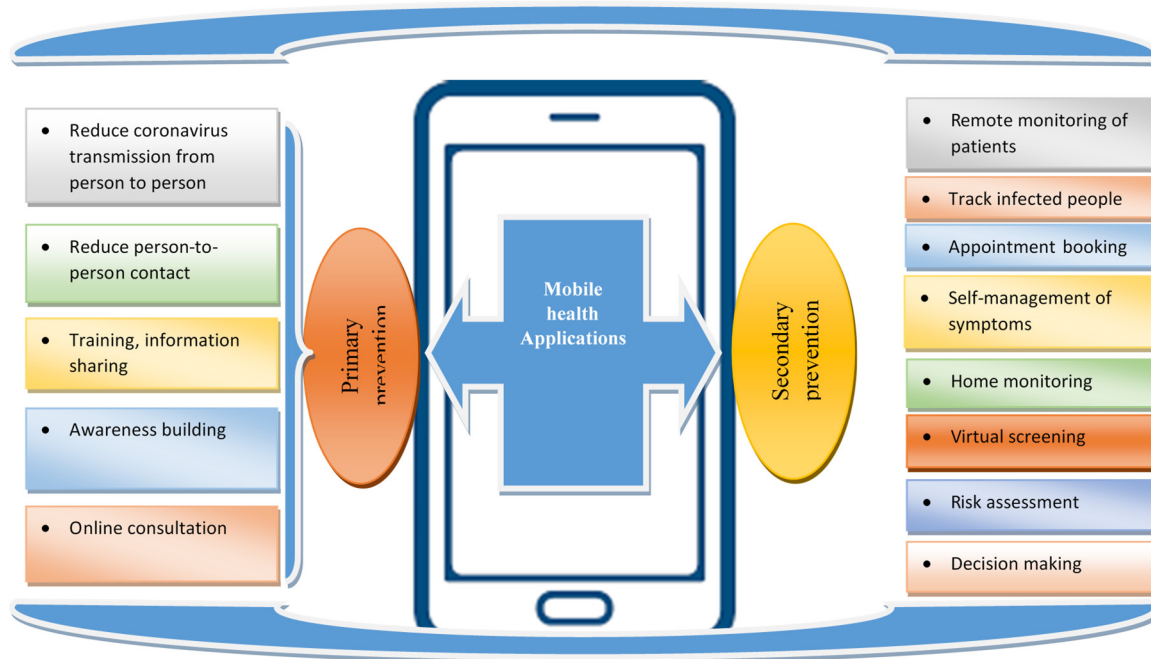 • Reduce coronavirus
transmission from
person to person
• Reduce person-to-
person contact
• Training, information
sharing
• Awareness building
• Online consultation
Primary
prevention
Mobile
health
Applications
Secondary
prevention
• Remote monitoring of
patients
• Track infected people
• Appointment booking
• Self-management of
symptoms
• Home monitoring
• Virtual screening
• Risk assessment
• Decision making